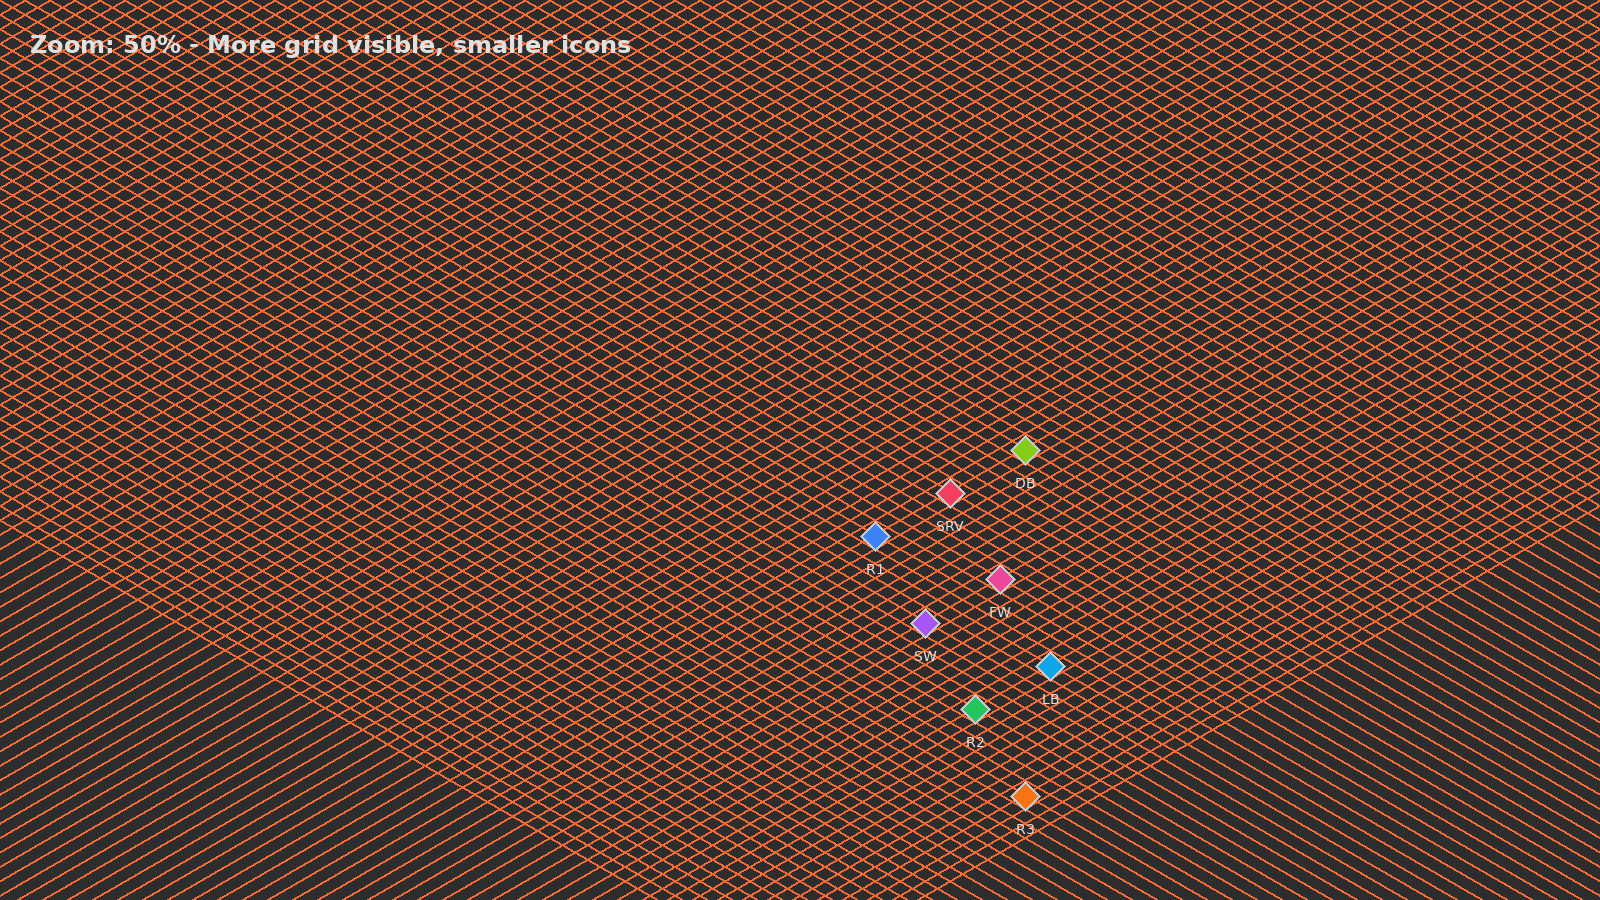 Zoom: 50% - More grid visible, smaller icons
DB
SRV
R1
FW
SW
LB
R2
R3